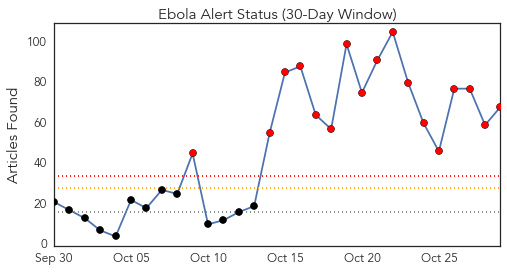 Ebola Alert Status (30-Day Window)
Articles Found
100
80
60
40
20
0
Sep 30
Oct 05
Oct 10
Oct 15
Oct 20
Oct 25